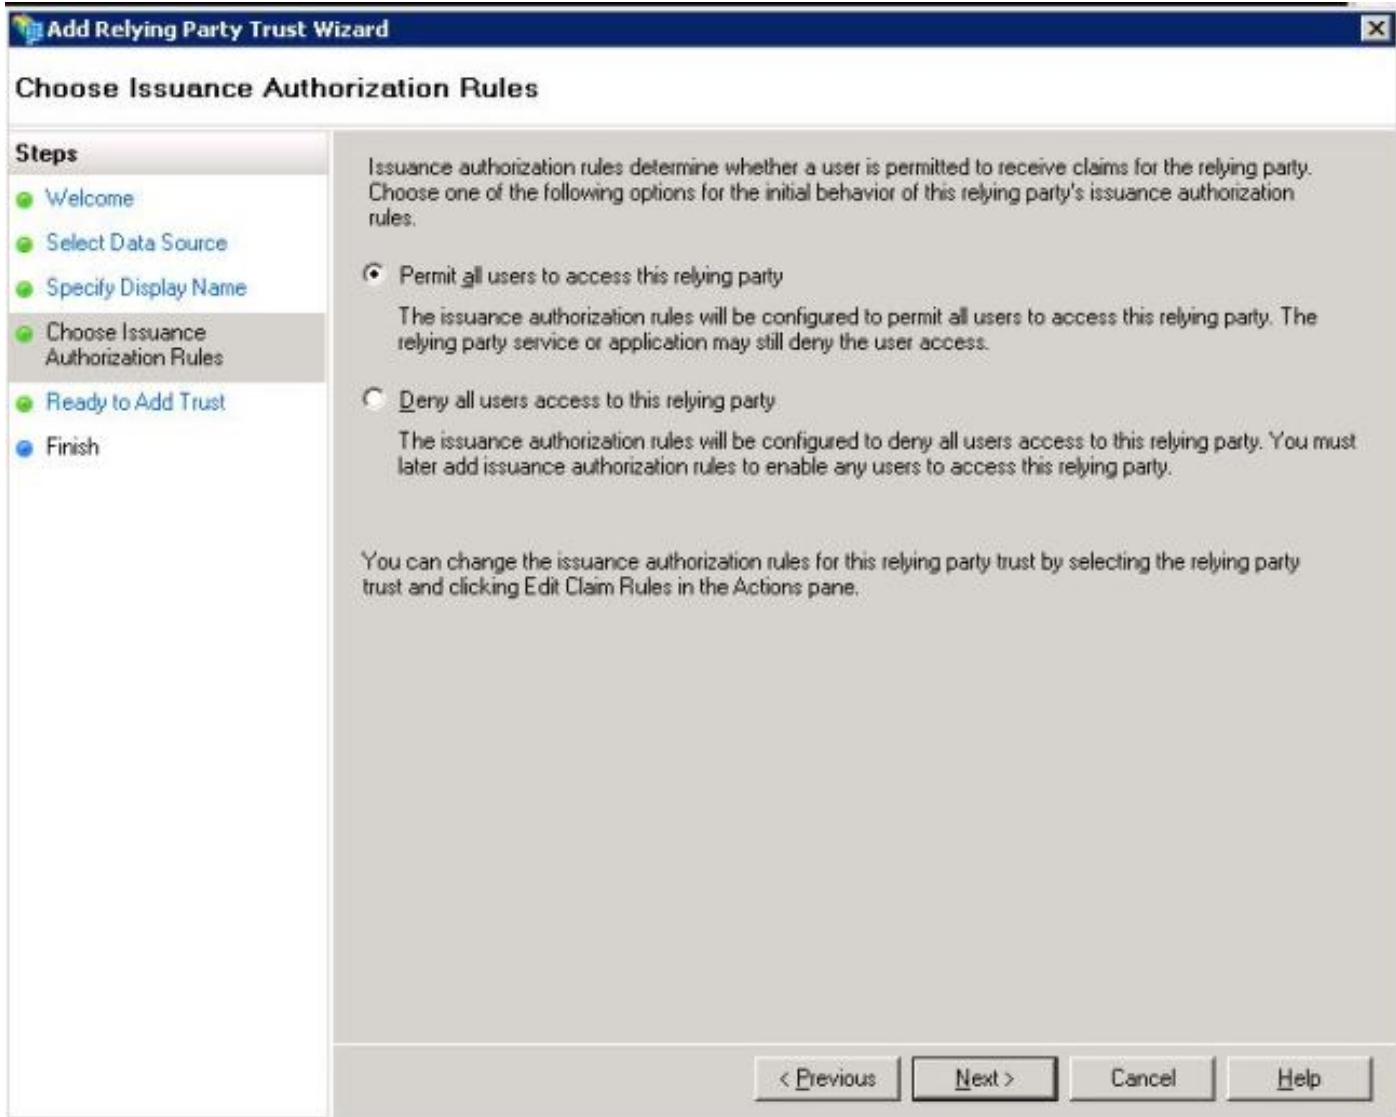 Add Relying Party Trust Wizard
Choose Issuance Authorization Rules
Steps
Welcome
Select Data Source
Specify Display Name
Choose Issuance
Authorization Rules
Ready to Add Trust
Finish
Issuance authorization rules determine whether a user is permitted to receive claims for the relying party.
Choose one of the following options for the initial behavior of this relying party's issuance authorization
rules.
Permit all users to access this relying party
The issuance authorization rules will be configured to permit all users to access this relying party. The
relying party service or application may still deny the user access.
Deny all users access to this relying party
The issuance authorization rules will be configured to deny all users access to this relying party. You must
later add issuance authorization rules to enable any users to access this relying party.
You can change the issuance authorization rules for this relying party trust by selecting the relying party
trust and clicking Edit Claim Rules in the Actions pane.
< Previous
Next >
Cancel
Help